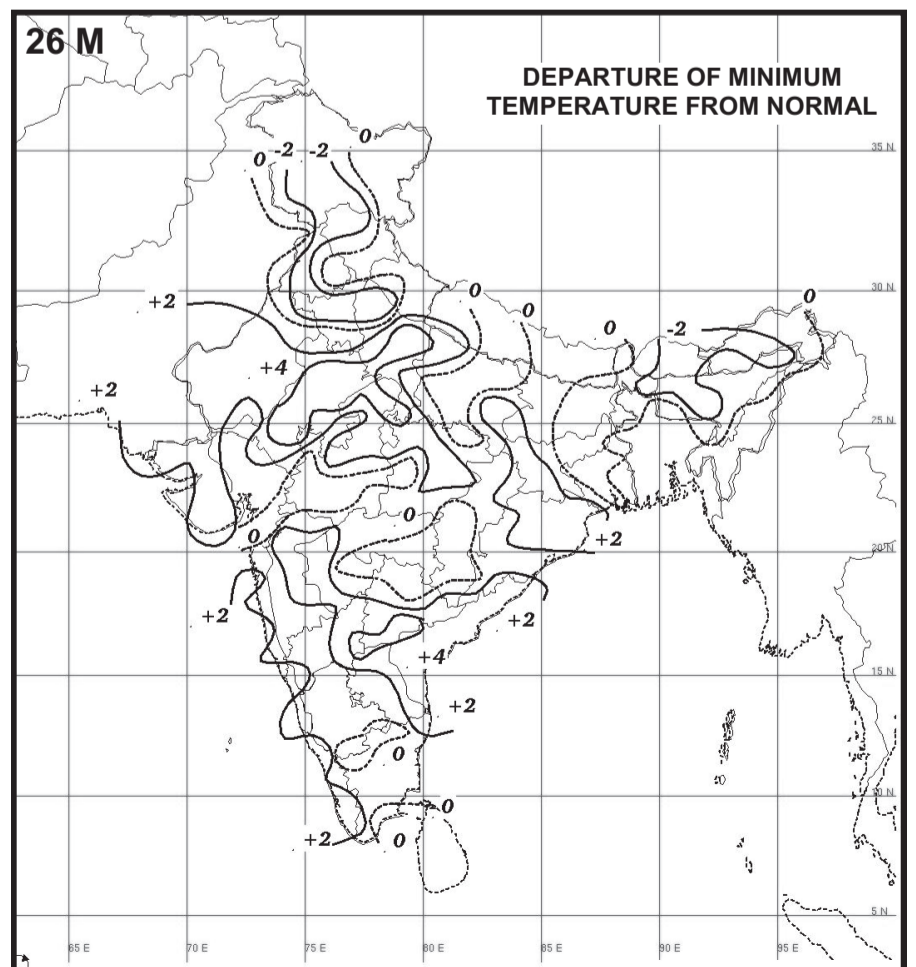 26 M
DEPARTURE OF MINIMUM
TEMPERATURE FROM NORMAL
0
0 -2 -2
35 N
30 N
+2
0
0
0
0
-2
+4
+2
25 N
0
0
+2
20 N
+2
+2
+4
15 N
+2
0
10 N
0
+2
0
5 N
65 E
70 E
75 E
80 E
85 E
90 E
95 E